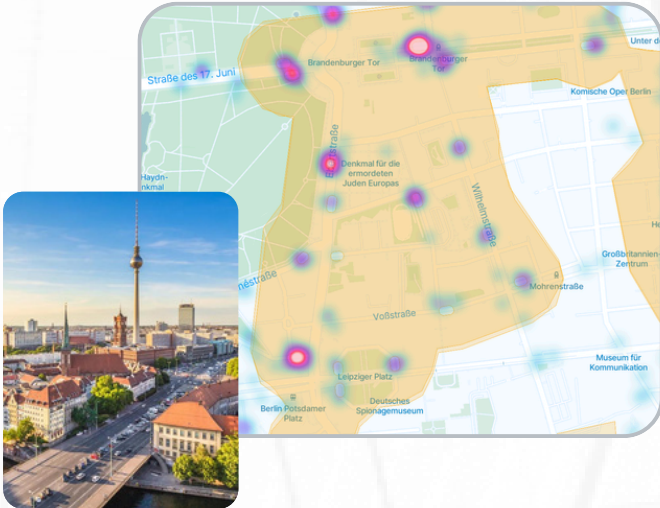 Unter d
Brandenburger Tor
Brandenburger
Tor
Straße des 17. Juni
Komische Oper Berlin
Denkmal für die
ermordeten
Juden Europas
Haydn-
nkmal
Wilhelmstraße
Großbritannien-
Zentrum
néstraße
Mohrenstraße
Voßstraße
Museum für
Kommunikation
Leipziger Platz
Berlin Potsdamer
Platz
Deutsches
Spionagemuseum